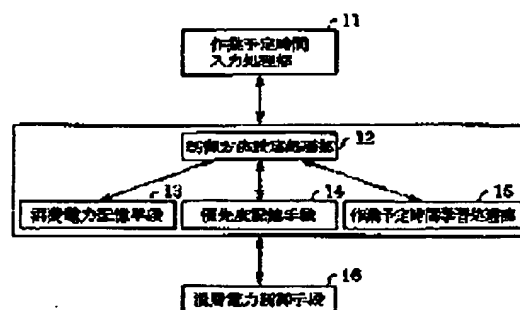 11
作業予定時間
入力処理部
12
制御方法設定処理部
13
消費電力記憶手段
14
優先度記憶手段
15
作業予定時間学習処理部
16
消費電力制御手段